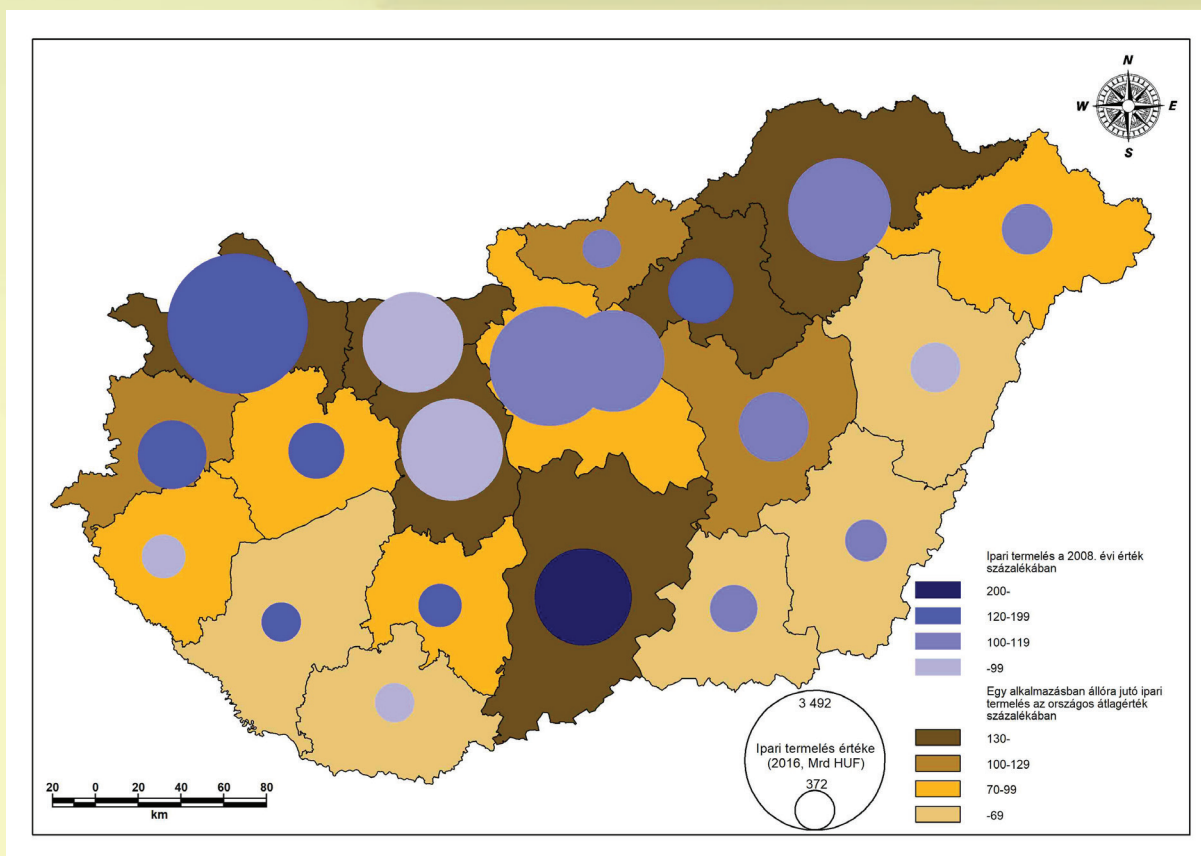 N
W E
S
Ipari termelés a 2008. évi érték
százalékában
200-
120-199
100-119
-99
Egy alkalmazásban állóra jutó ipari
termelés az országos átlagérték
százalékában
130-
100-129
70-99
-69
3 492
Ipari termelés értéke
(2016, Mrd HUF)
372
20 0 20 40 60 80
km